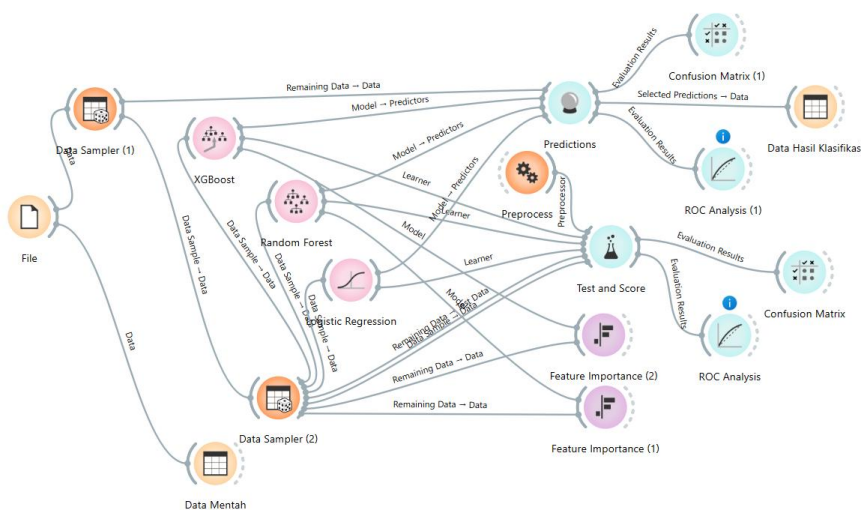 Evaluation Results
Confusion Matrix (1)
Remaining Data → Data
Data Sampler (1)
Model → Predictors
Selected Predictions → Data
Data
XGBoost
Model → Predictors
Predictions
Evaluation Results
Data Hasil Klasifikas
Learner
Model → Predictors
Preprocess
Preprocessor
ROC Analysis (1)
File
Data Sample → Data
Data Sample → Data
Random Forest
Learner
Model
Evaluation Results
Data Sample → Data
Learner
Test and Score
Evaluation Results
Confusion Matrix
Data Sample → Data
Logistic Regression
Model
Data
Remaining Data → Test Data
Data Sample → Data
Remaining Data → Data
Feature Importance (2)
ROC Analysis
Remaining Data → Data
Data Sampler (2)
Feature Importance (1)
Data Mentah